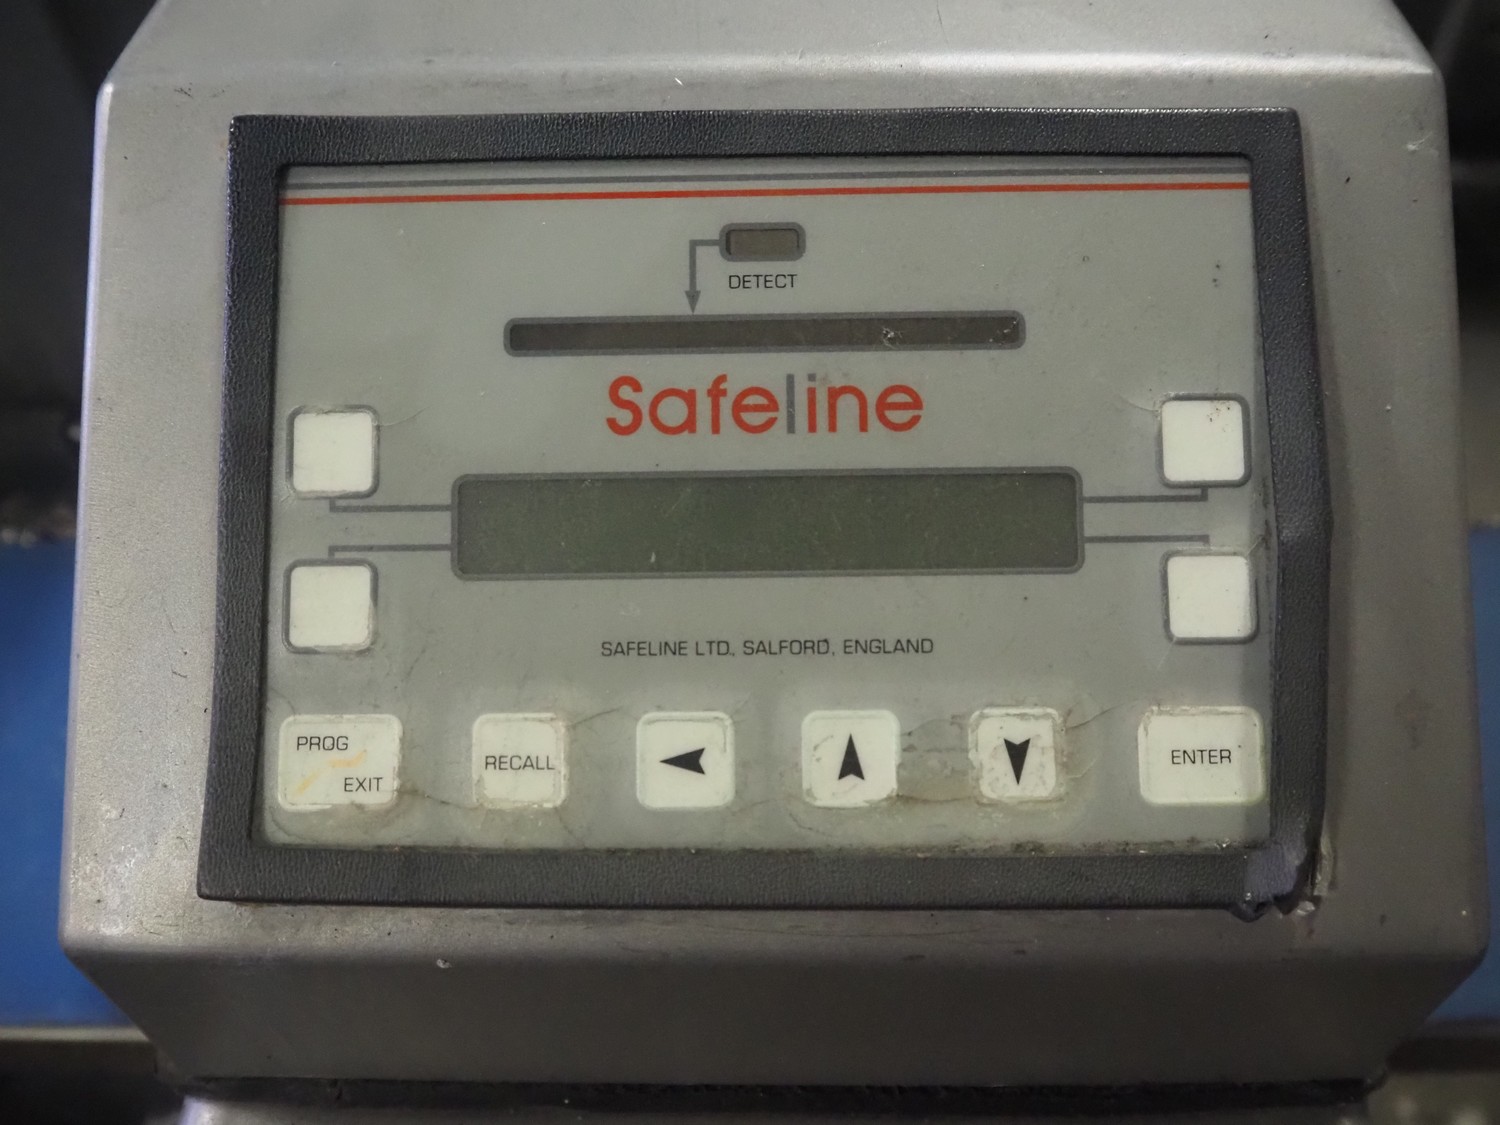 DETECT
Safeline
SAFELINE LTD., SALFORD, ENGLAND
PROG
EXIT
RECALL
ENTER